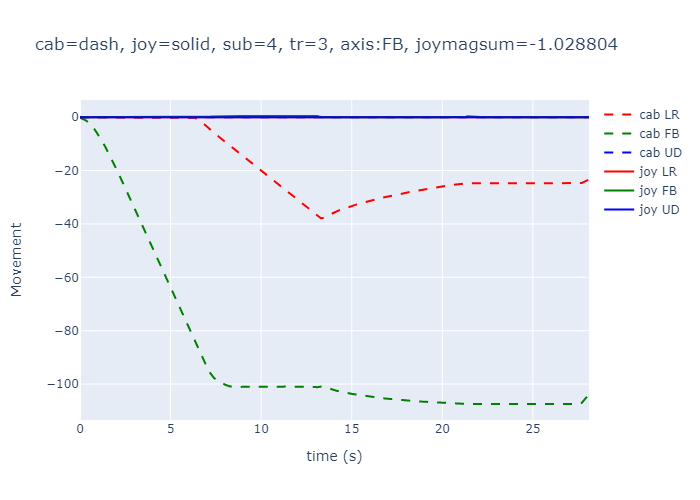 cab=dash, joy=solid, sub=4, tr=3, axis:FB, joymagsum=-1.028804
cab LR
cab FB
cab UD
joy LR
joy FB
joy UD
Movement
0
−20
−40
−60
−80
−100
0
5
10
15
20
25
time (s)